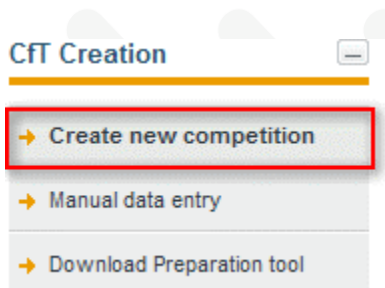 CfT Creation
Create new competition
Manual data entry
Download Preparation tool